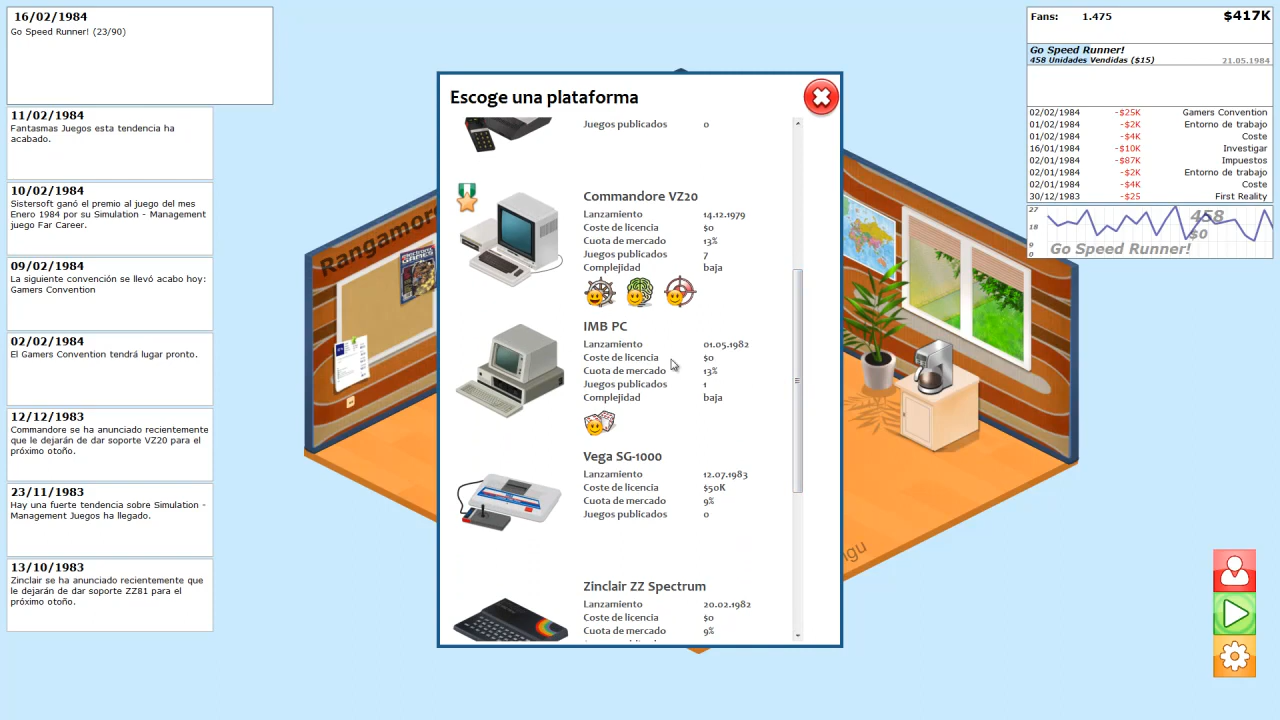 16/02/1984
Go Speed Runner! (23/90)
11/02/1984
Fantasmas Juegos esta tendencia ha
acabado.
10/02/1984
Sistersoft ganó el premio al juego del mes
Enero 1984 por su Simulation - Management
juego Far Career.
09/02/1984
La siguiente convención se llevó acabo hoy:
Gamers Convention
02/02/1984
El Gamers Convention tendrá lugar pronto.
12/12/1983
Commandore se ha anunciado recientemente
que le dejarán de dar soporte VZ20 para el
próximo otoño.
23/11/1983
Hay una fuerte tendencia sobre Simulation -
Management Juegos ha llegado.
13/10/1983
Zinclair se ha anunciado recientemente que
le dejarán de dar soporte ZZ81 para el
próximo otoño.
Rangamor
GAMES
Escoge una plataforma
Juegos publicados 0
Commandore VZ20
Lanzamiento 14.12.1979
Coste de licencia $0
Cuota de mercado 13%
Juegos publicados 7
Complejidad baja
IMB PC
Lanzamiento 01.05.1982
Coste de licencia $0
Cuota de mercado 13%
Juegos publicados 1
Complejidad baja
Vega SG-1000
Lanzamiento 12.07.1983
Coste de licencia $50K
Cuota de mercado 9%
Juegos publicados 0
Zinclair ZZ Spectrum
Lanzamiento 20.02.1982
Coste de licencia $0
Cuota de mercado 9%
gu
Fans: 1.475 $417K
Go Speed Runner!
458 Unidades Vendidas ($15) 21.05.1984
02/02/1984 -$25K Gamers Convention
01/02/1984 -$2K Entorno de trabajo
01/02/1984 -$4K Coste
16/01/1984 -$10K Investigar
02/01/1984 -$87K Impuestos
02/01/1984 -$2K Entorno de trabajo
02/01/1984 -$4K Coste
30/12/1983 -$25 First Reality
27
18
9
0
458
$0
Go Speed Runner!